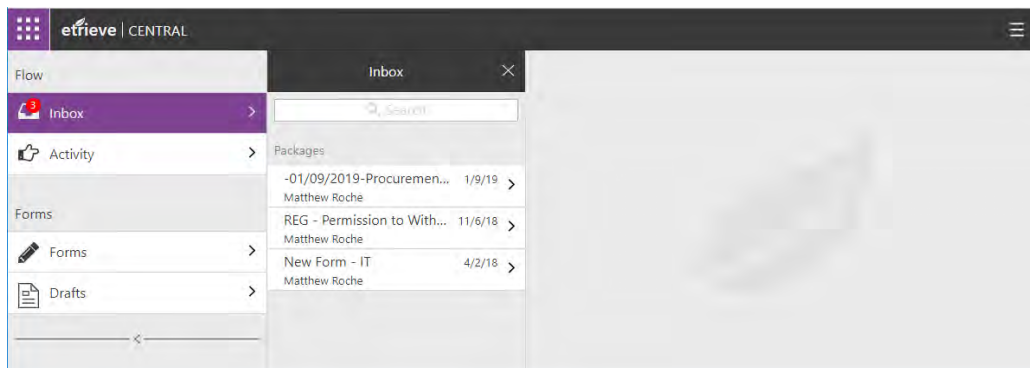 etrieve | CENTRAL
Flow
Inbox
×
3
Inbox
Search
Activity
Packages
-01/09/2019-Procuremen... 1/9/19
Matthew Roche
Forms
REG - Permission to With... 11/6/18
Matthew Roche
Forms
New Form - IT 4/2/18
Matthew Roche
Drafts